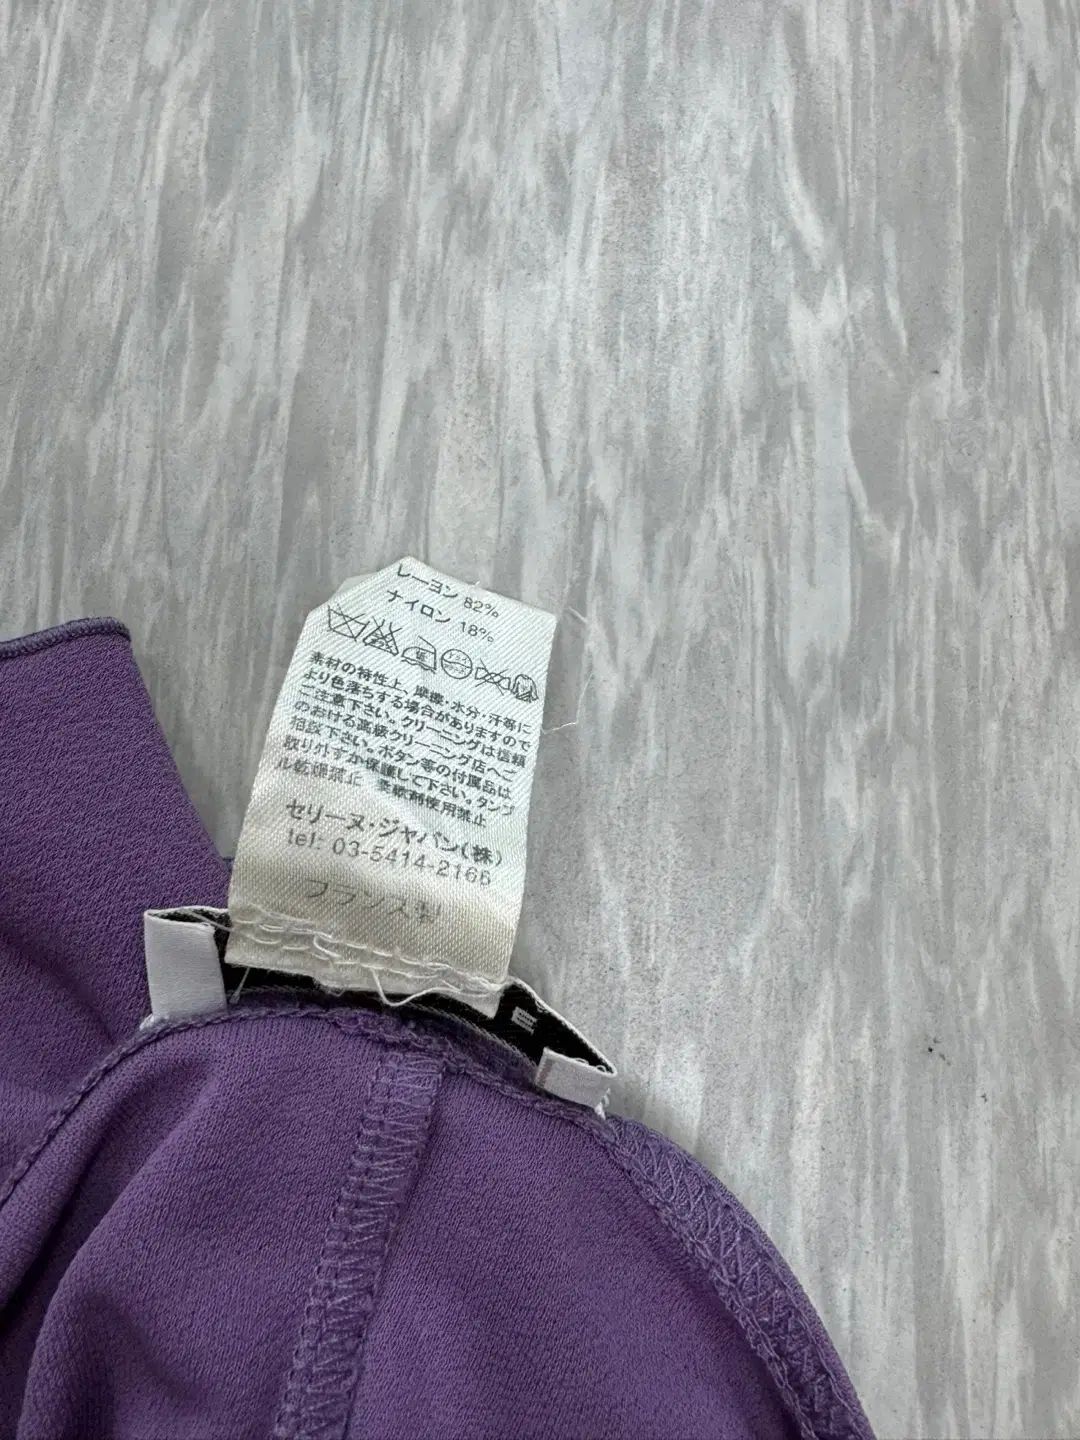 レーヨン 82%
ナイロン 18%
素材の特性上、摩擦・水分・汗等に
より色落ちする場合がありますので
ご注意下さい。クリーニングは信頼
のおける高級クリーニング店へご
相談下さい。ボタン等の付属品は
取り外すか保護して下さい。タンブ
ル乾燥禁止 柔軟剤使用禁止
セリーヌ・ジャパン(株)
tel: 03-5414-2166
フランス製